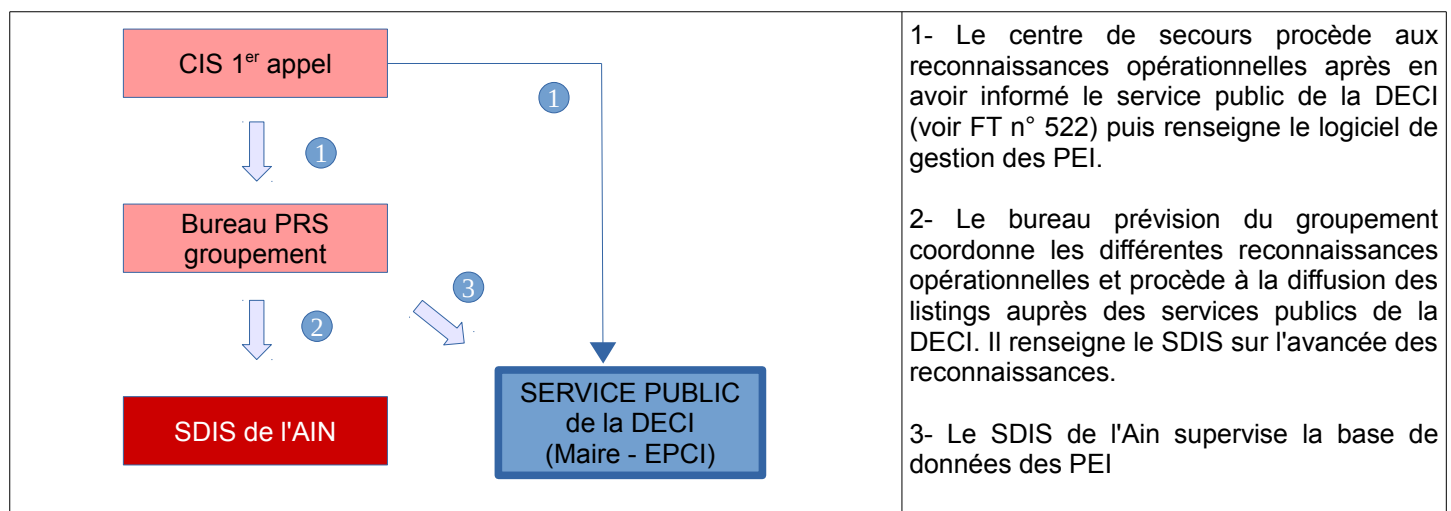 CIS 1er appel
1
1
Bureau PRS
groupement
3
2
SERVICE PUBLIC
de la DECI
(Maire - EPCI)
SDIS de l'AIN
1- Le centre de secours procède aux
reconnaissances opérationnelles après en
avoir informé le service public de la DECI
(voir FT n° 522) puis renseigne le logiciel de
gestion des PEI.
2- Le bureau prévision du groupement
coordonne les différentes reconnaissances
opérationnelles et procède à la diffusion des
listings auprès des services publics de la
DECI. Il renseigne le SDIS sur l'avancée des
reconnaissances.
3- Le SDIS de l'Ain supervise la base de
données des PEI